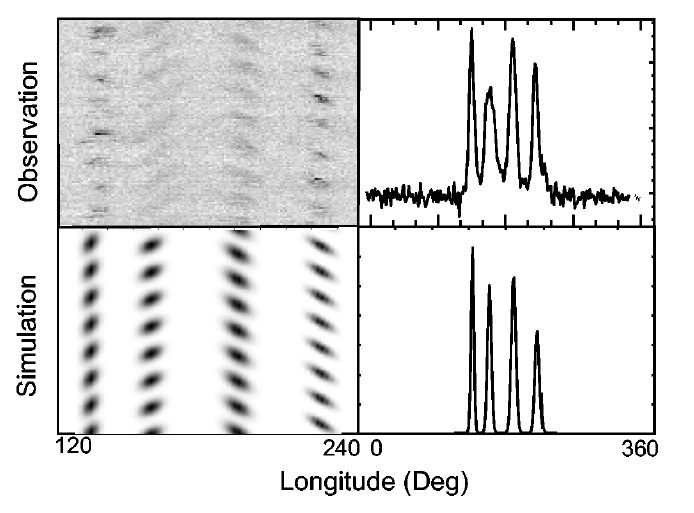 Observation
Simulation
120 240 0 360
Longitude (Deg)